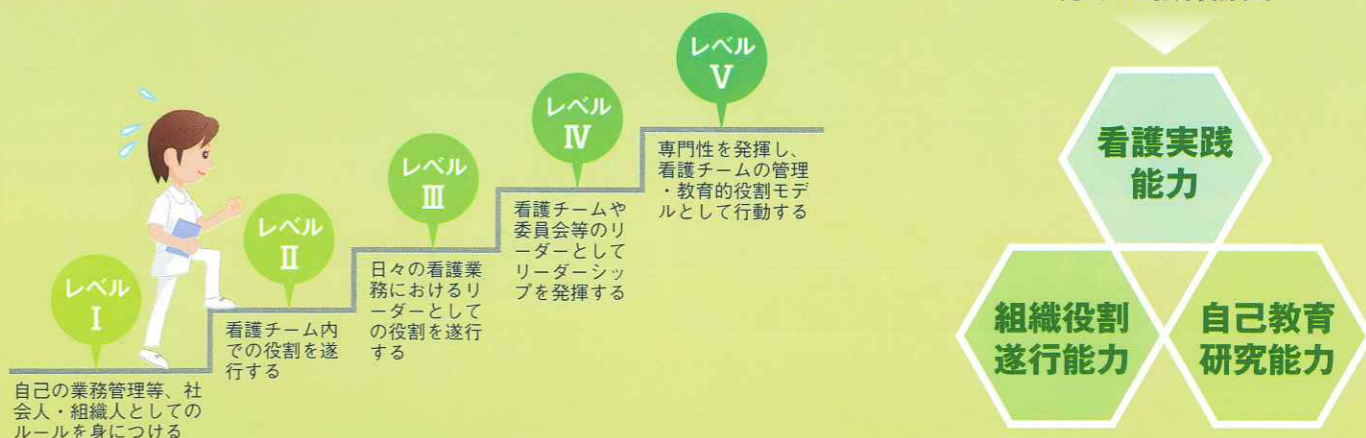 レベル
I
自己の業務管理等、社
会人・組織人としての
ルールを身につける
レベル
II
看護チーム内
での役割を遂
行する
レベル
III
日々の看護業
務におけるリ
ーダーとして
の役割を遂行
する
レベル
IV
看護チームや
委員会等のリ
ーダーとして
リーダーシッ
プを発揮する
レベル
V
専門性を発揮し、
看護チームの管理
・教育的役割モデ
ルとして行動する
看護実践
能力
組織役割
遂行能力
自己教育
研究能力